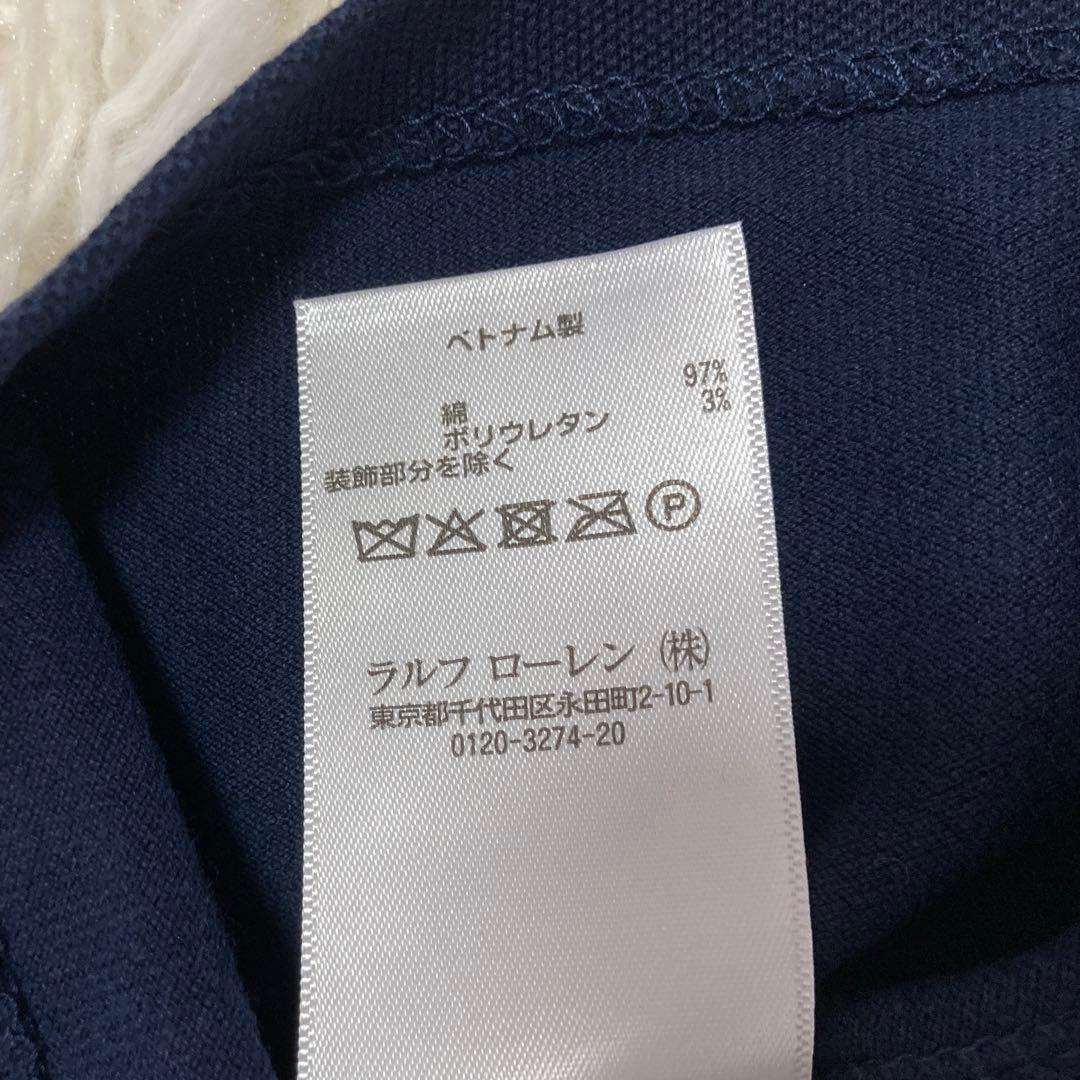 ベトナム製
綿 97%
ポリウレタン 3%
装飾部分を除く
P
ラルフ ローレン ㈱
東京都千代田区永田町2-10-1
0120-3274-20